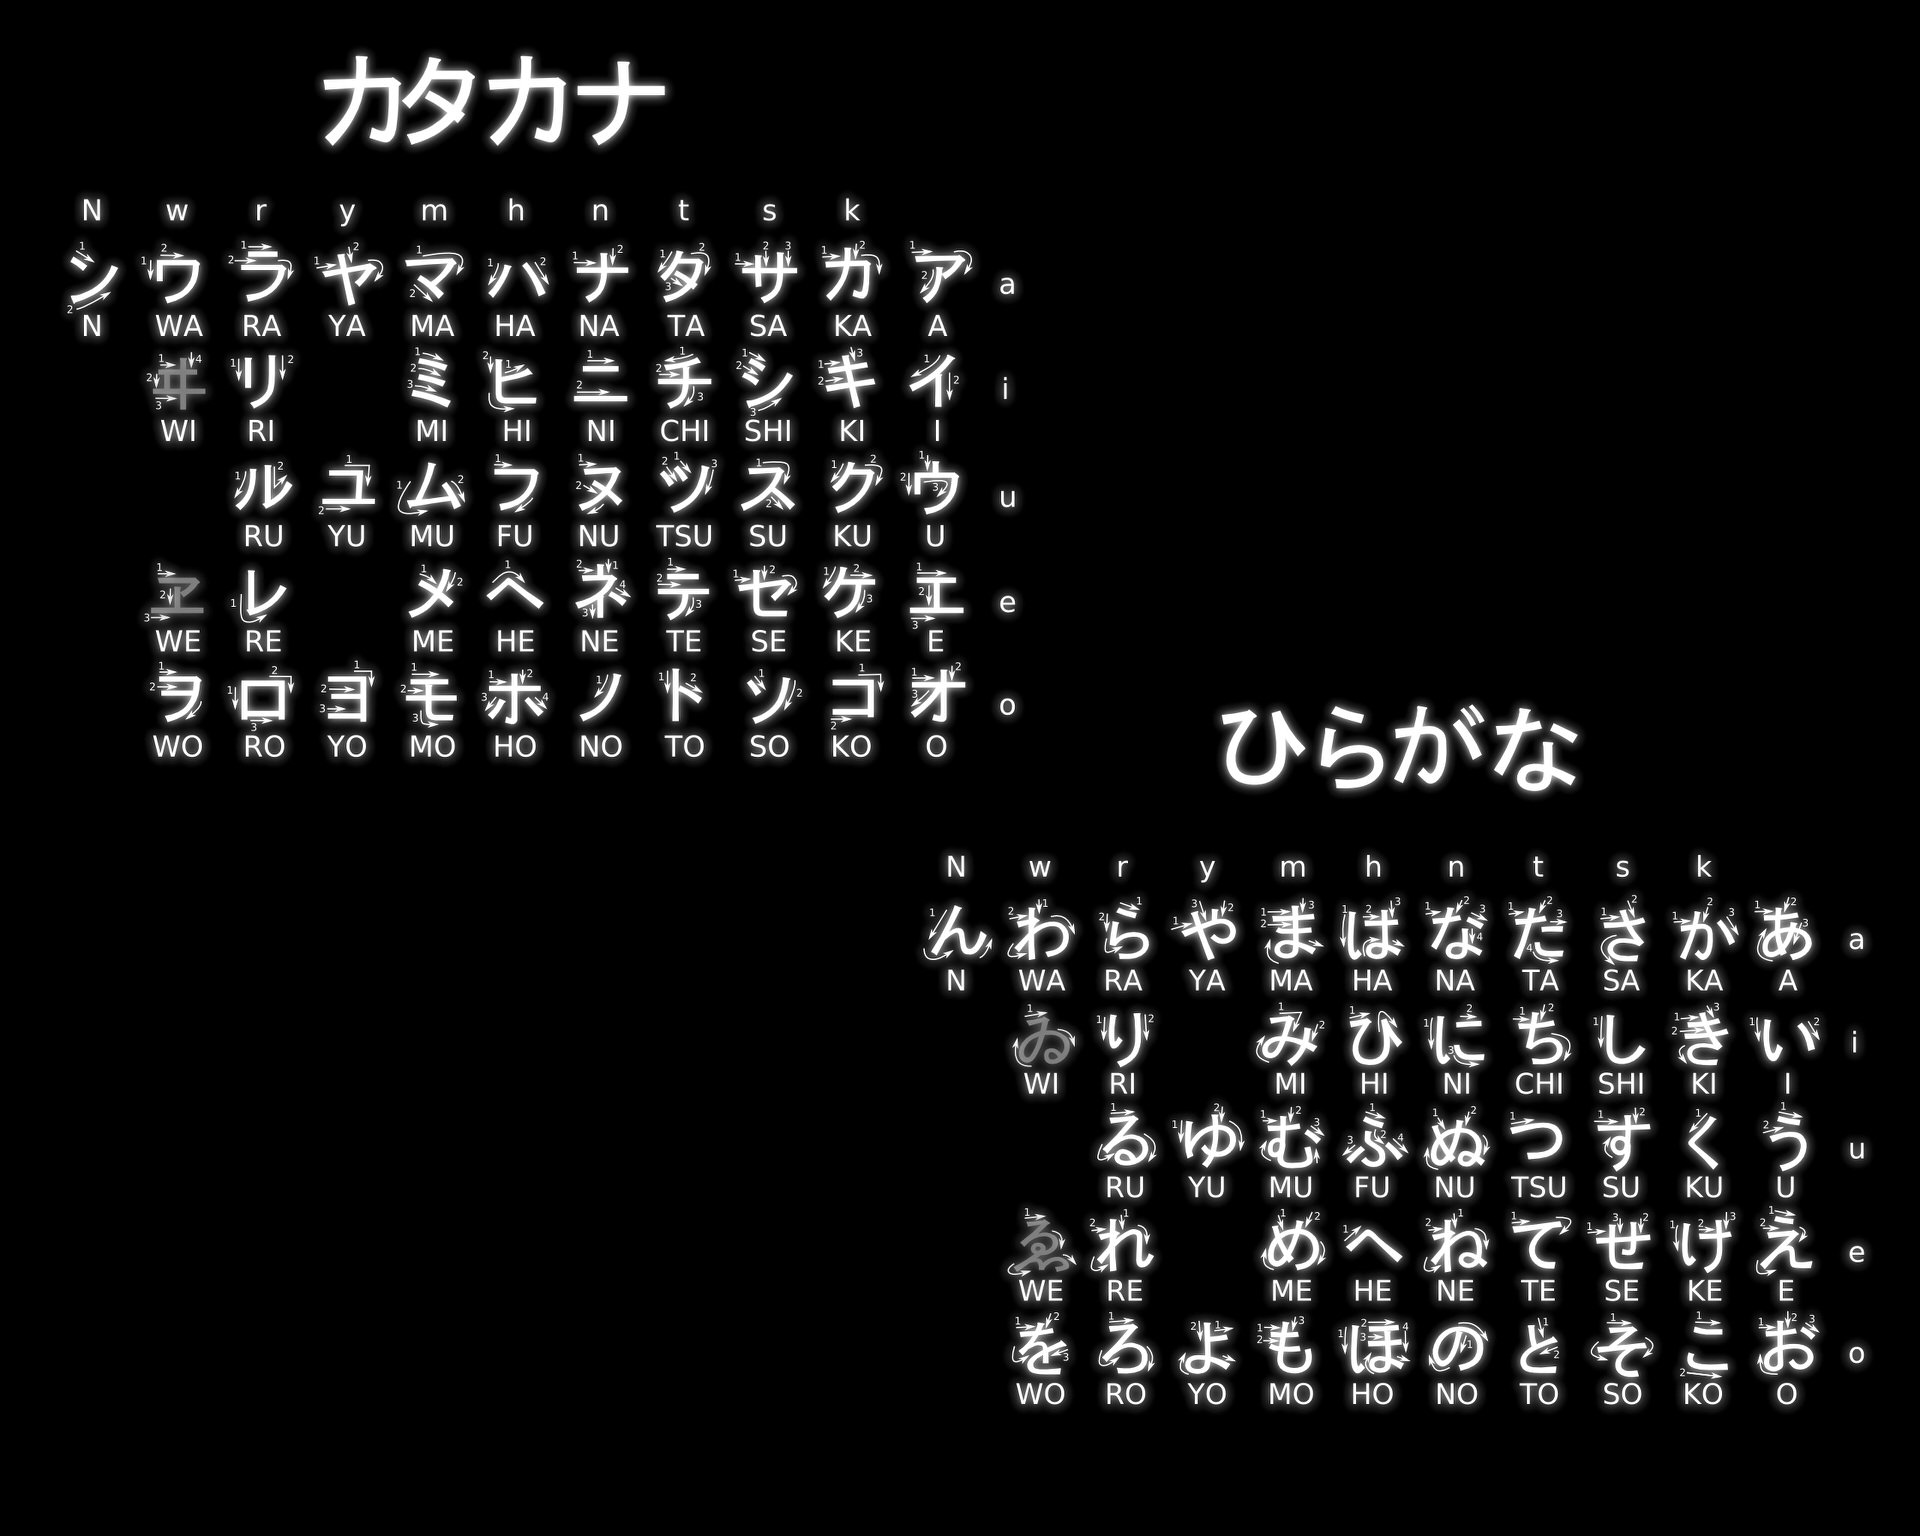 カタカナ
N w r y m h n t s k
ン ワ ラ ヤ マ ハ ナ タ サ カ ア a
N WA RA YA MA HA NA TA SA KA A
ヰ リ ミ ヒ ニ チ シ キ イ i
WI RI MI HI NI CHI SHI KI I
ル ユ ム フ ヌ ツ ス ク ウ u
RU YU MU FU NU TSU SU KU U
ヱ レ メ ヘ ネ テ セ ケ エ e
WE RE ME HE NE TE SE KE E
ヲ ロ ヨ モ ホ ノ ト ソ コ オ o
WO RO YO MO HO NO TO SO KO O
ひらがな
N w r y m h n t s k
ん わ ら や ま は な た さ か あ a
N WA RA YA MA HA NA TA SA KA A
ゐ り み ひ に ち し き い i
WI RI MI HI NI CHI SHI KI I
る ゆ む ふ ぬ つ す く う u
RU YU MU FU NU TSU SU KU U
ゑ れ め へ ね て せ け え e
WE RE ME HE NE TE SE KE E
を ろ よ も ほ の と そ こ お o
WO RO YO MO HO NO TO SO KO O